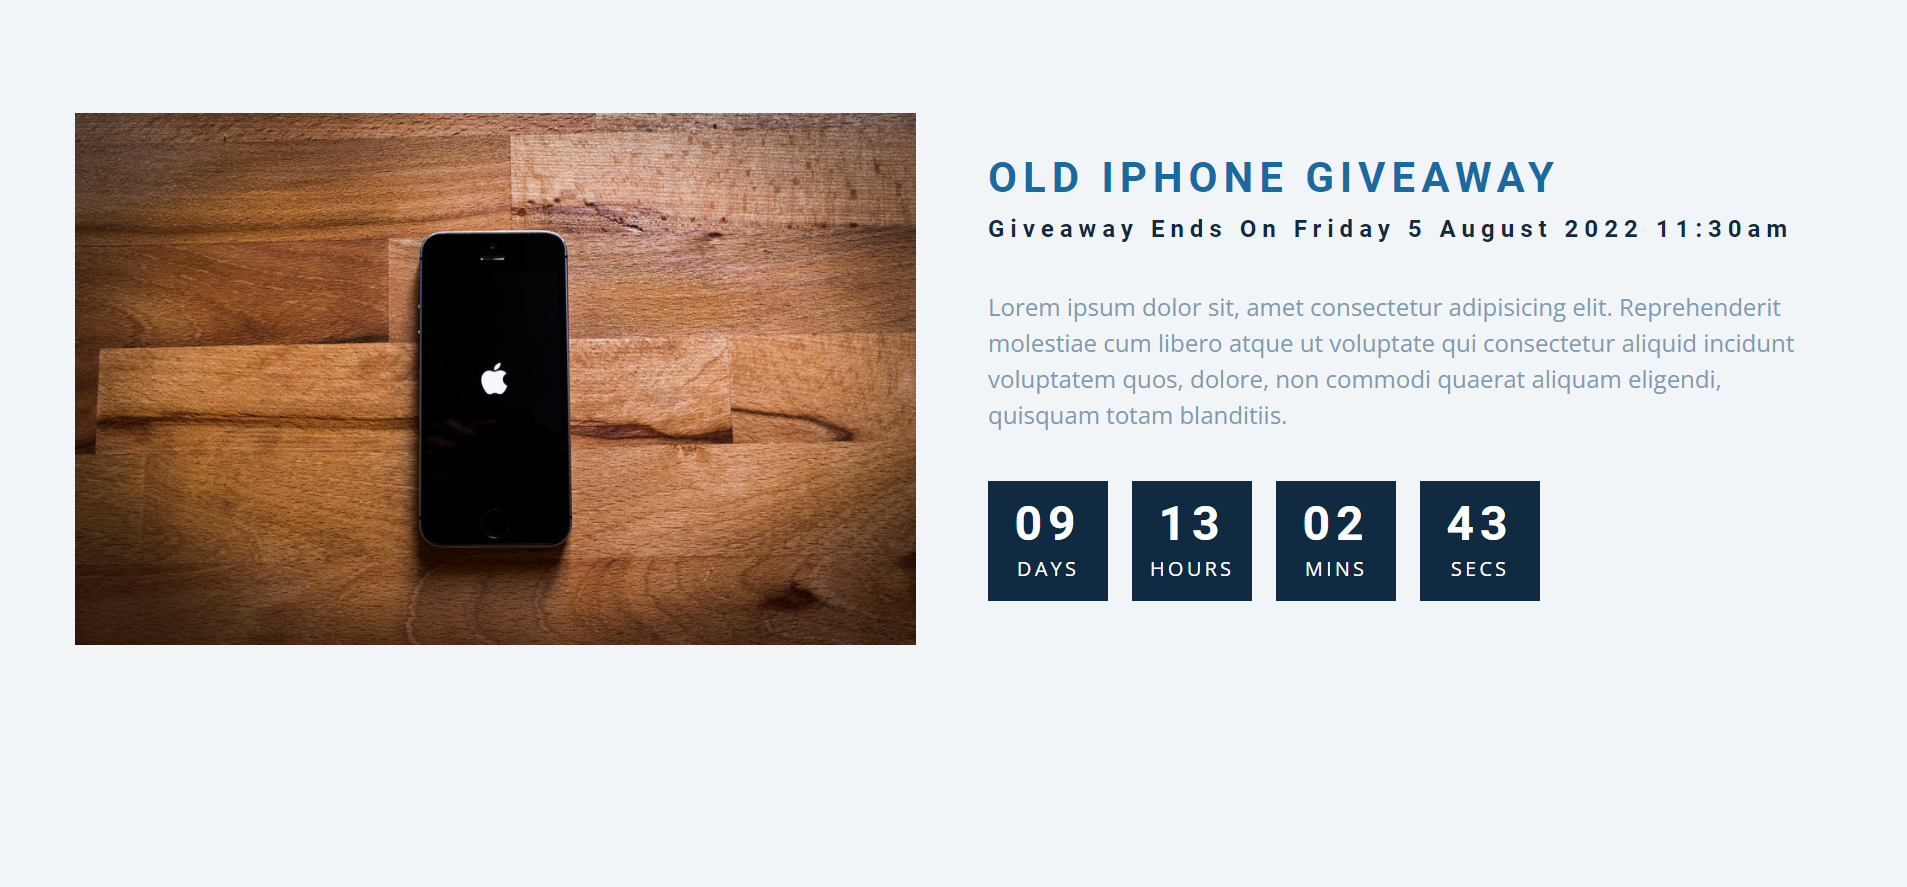 OLD IPHONE GIVEAWAY
Giveaway Ends On Friday 5 August 2022 11:30am
Lorem ipsum dolor sit, amet consectetur adipisicing elit. Reprehenderit
molestiae cum libero atque ut voluptate qui consectetur aliquid incidunt
voluptatem quos, dolore, non commodi quaerat aliquam eligendi,
quisquam totam blanditiis.
09 13 02 43
DAYS HOURS MINS SECS